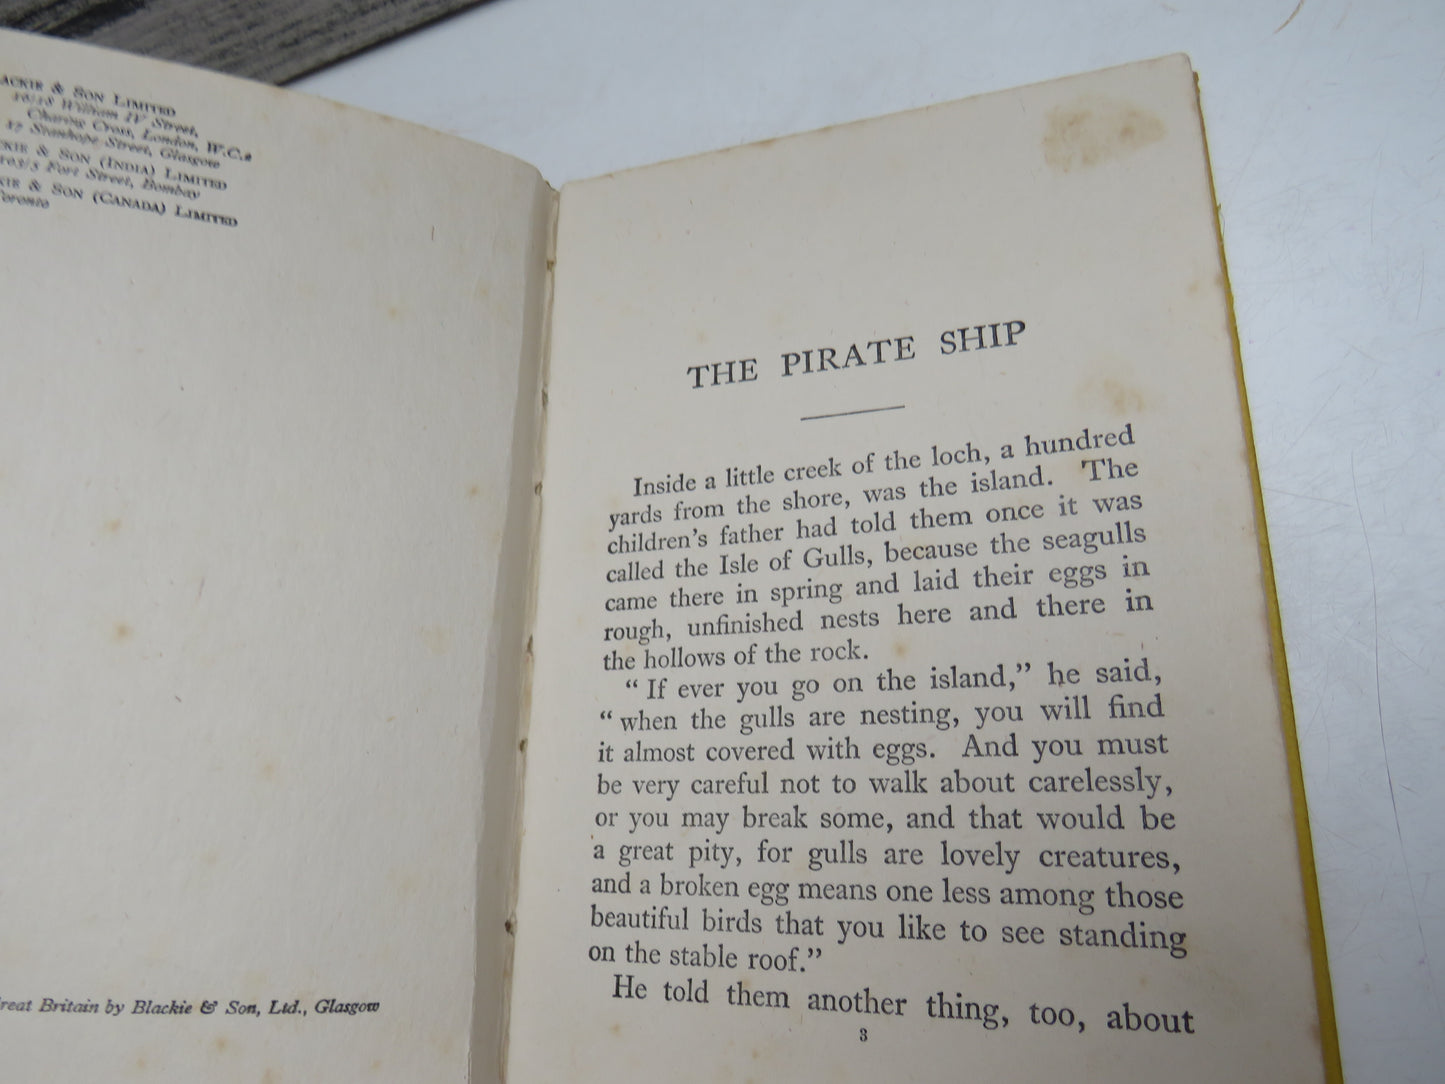 & SON LIMITED
16/18 William IV Street,
Charing Cross, London, W.C.2
17 Stanhope Street, Glasgow
& SON (INDIA) LIMITED
103/5 Fort Street, Bombay
& SON (CANADA) LIMITED
Toronto
Great Britain by Blackie & Son, Ltd., Glasgow
THE PIRATE SHIP
Inside a little creek of the loch, a hundred
yards from the shore, was the island. The
children's father had told them once it was
called the Isle of Gulls, because the seagulls
came there in spring and laid their eggs in
rough, unfinished nests here and there in
the hollows of the rock.
“If ever you go on the island,” he said,
“when the gulls are nesting, you will find
it almost covered with eggs. And you must
be very careful not to walk about carelessly,
or you may break some, and that would be
a great pity, for gulls are lovely creatures,
and a broken egg means one less among those
beautiful birds that you like to see standing
on the stable roof.”
He told them another thing, too, about
3